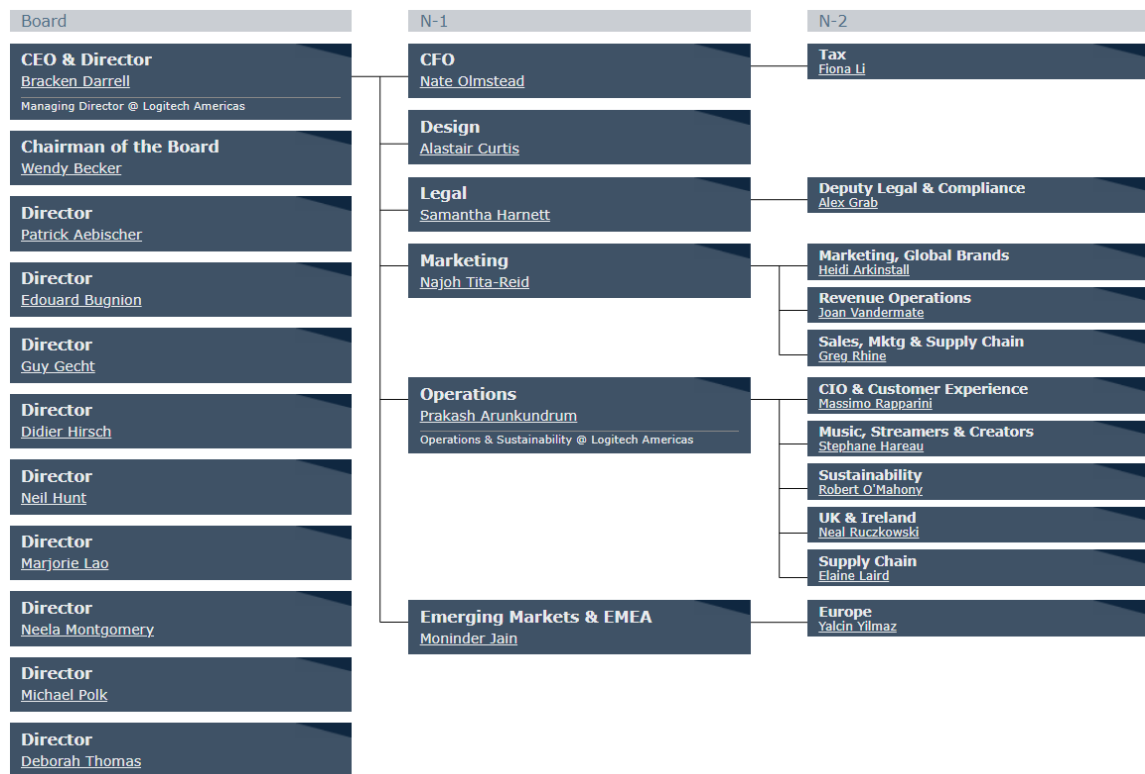 Board
CEO & Director
Bracken Darrell
Managing Director @ Logitech Americas
Chairman of the Board
Wendy Becker
Director
Patrick Aebischer
Director
Edouard Bugnion
Director
Guy Gecht
Director
Didier Hirsch
Director
Neil Hunt
Director
Marjorie Lao
Director
Neela Montgomery
Director
Michael Polk
Director
Deborah Thomas
N-1
CFO
Nate Olmstead
Design
Alastair Curtis
Legal
Samantha Harnett
Marketing
Najoh Tita-Reid
Operations
Prakash Arunkundrum
Operations & Sustainability @ Logitech Americas
Emerging Markets & EMEA
Moninder Jain
N-2
Tax
Fiona Li
Deputy Legal & Compliance
Alex Grab
Marketing, Global Brands
Heidi Arkinstall
Revenue Operations
Joan Vandermate
Sales, Mktg & Supply Chain
Greg Rhine
CIO & Customer Experience
Massimo Rapparini
Music, Streamers & Creators
Stephane Hareau
Sustainability
Robert O'Mahony
UK & Ireland
Neal Ruczkowski
Supply Chain
Elaine Laird
Europe
Yalcin Yilmaz